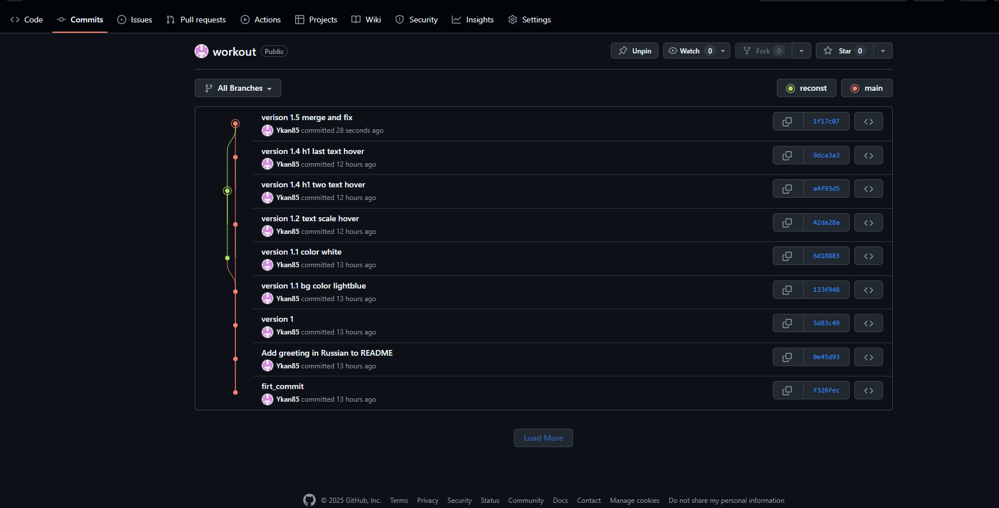 Code Commits Issues Pull requests Actions Projects Wiki Security Insights Settings
workout Public Unpin Watch 0 Fork 0 Star 0
All Branches reconst main
verison 1.5 merge and fix
Ykan85 committed 28 seconds ago
1f17c07
version 1.4 h1 last text hover
Ykan85 committed 12 hours ago
9dca3a3
version 1.4 h1 two text hover
Ykan85 committed 12 hours ago
a4f93d5
version 1.2 text scale hover
Ykan85 committed 12 hours ago
42da28a
version 1.1 color white
Ykan85 committed 13 hours ago
6d18883
version 1.1 bg color lightblue
Ykan85 committed 13 hours ago
133f948
version 1
Ykan85 committed 13 hours ago
5d83c49
Add greeting in Russian to README
Ykan85 committed 13 hours ago
0e45d93
firt_commit
Ykan85 committed 13 hours ago
f326fec
Load More
© 2025 GitHub, Inc. Terms Privacy Security Status Community Docs Contact Manage cookies Do not share my personal information